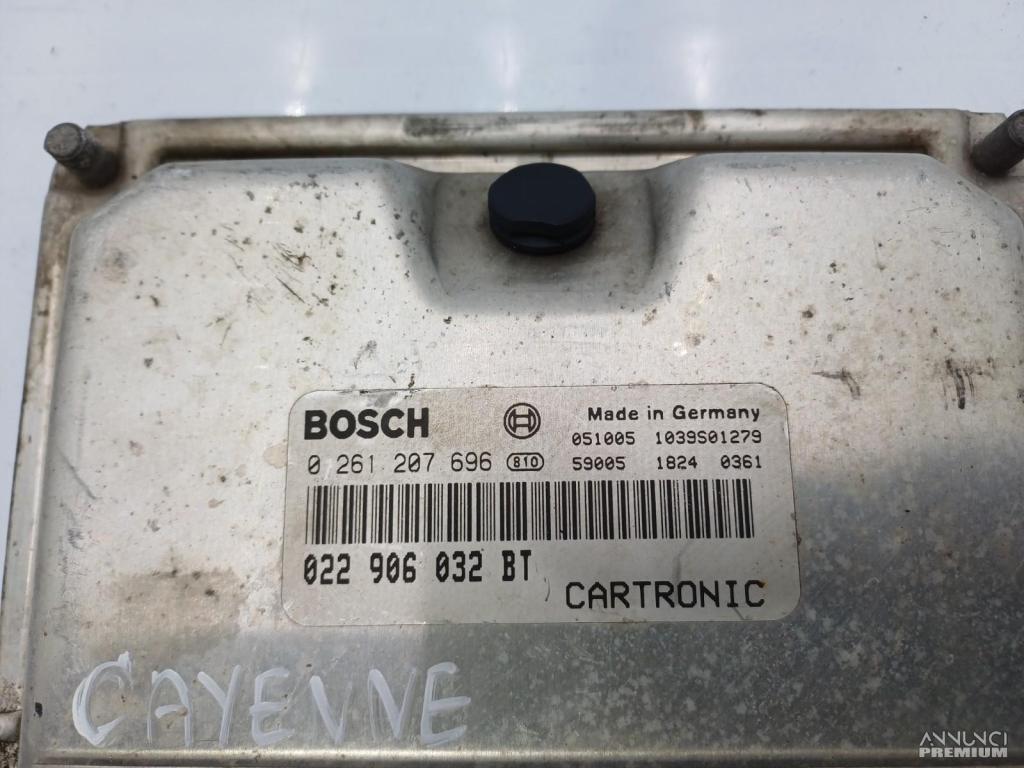 BOSCH Made in Germany
051005 1039S01279
0 261 207 696 810 59005 1824 0361
022 906 032 BT
CARTRONIC
CAYENNE
ANNUNCI
PREMIUM